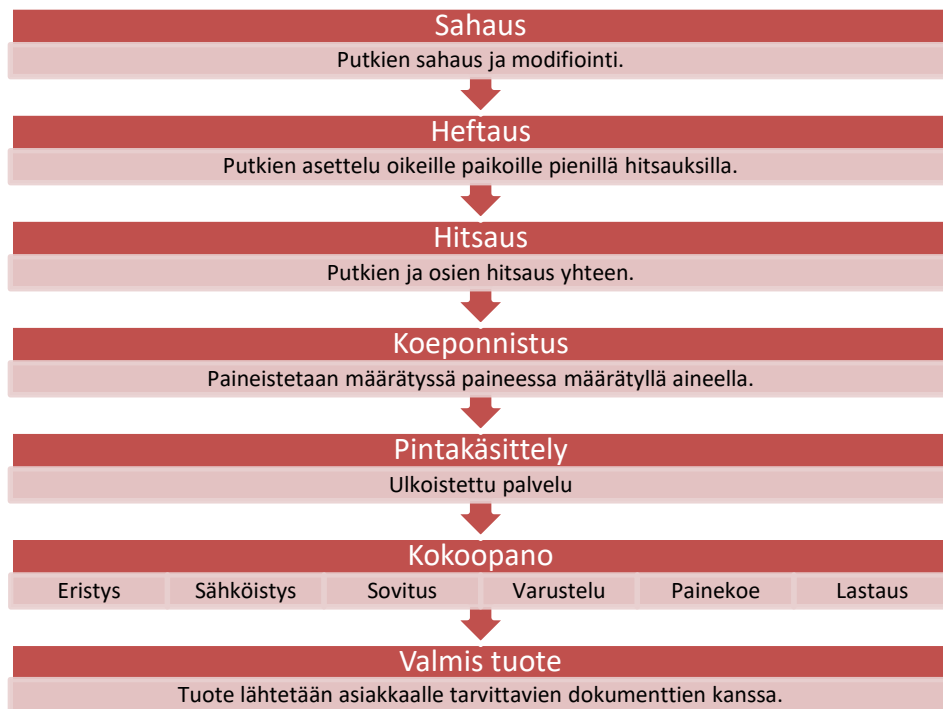 Sahaus
Putkien sahaus ja modifiointi.
Heftaus
Putkien asettelu oikeille paikoille pienillä hitsauksilla.
Hitsaus
Putkien ja osien hitsaus yhteen.
Koeponnistus
Paineistetaan määrätyssä paineessa määrätyllä aineella.
Pintakäsittely
Ulkoistettu palvelu
Kokoopano
Eristys Sähköistys Sovitus Varustelu Painekoe Lastaus
Valmis tuote
Tuote lähtetään asiakkaalle tarvittavien dokumenttien kanssa.